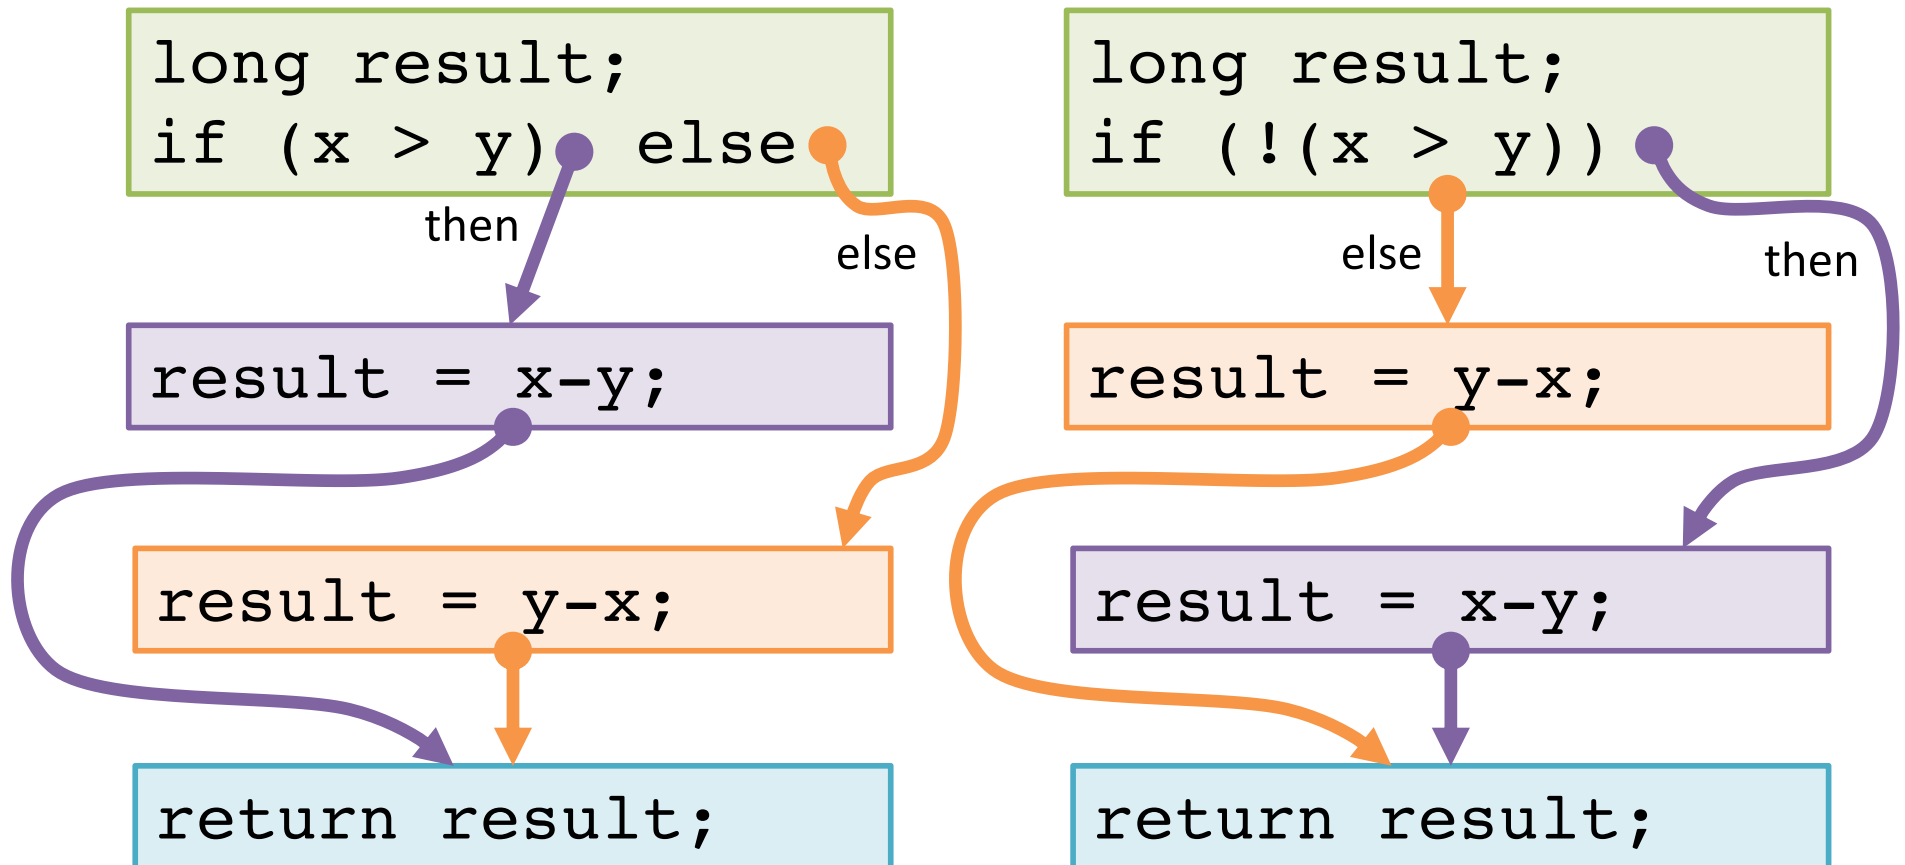 long result;
if (x > y) else
then
else
result = x-y;
result = y-x;
return result;
long result;
if (!(x > y))
else
then
result = y-x;
result = x-y;
return result;